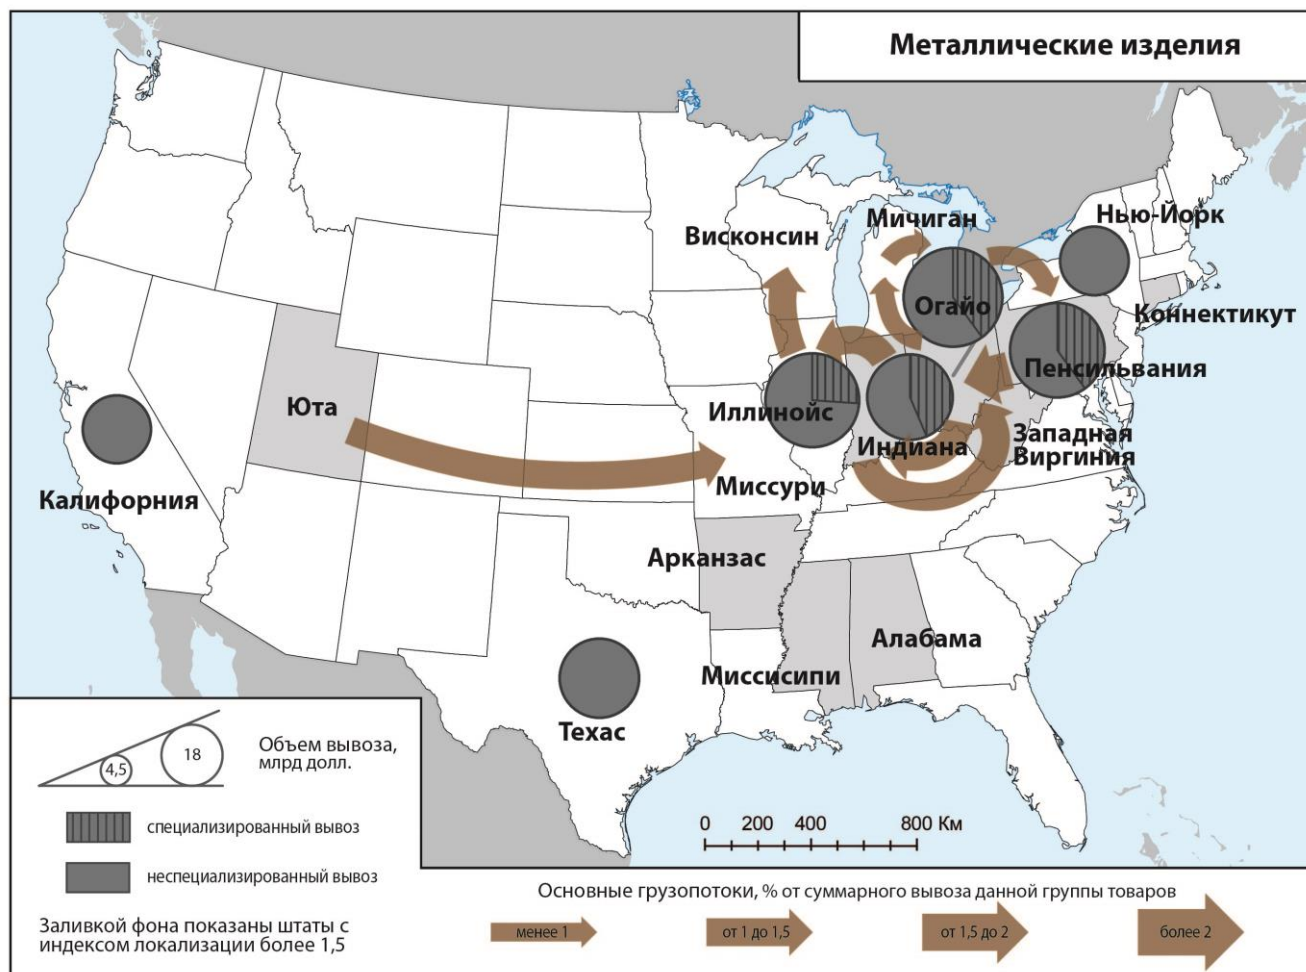 Металлические изделия
Мичиган
Нью-Йорк
Висконсин
Огайо
Коннектикут
Пенсильвания
Юта
Иллинойс
Индиана
Западная
Виргиния
Калифорния
Миссури
Арканзас
Алабама
Миссисипи
Техас
4,5
18
Объем вывоза,
млрд долл.
специализированный вывоз
неспециализированный вывоз
Заливкой фона показаны штаты с
индексом локализации более 1,5
0 200 400 800 Км
Основные грузопотоки, % от суммарного вывоза данной группы товаров
менее 1
от 1 до 1,5
от 1,5 до 2
более 2